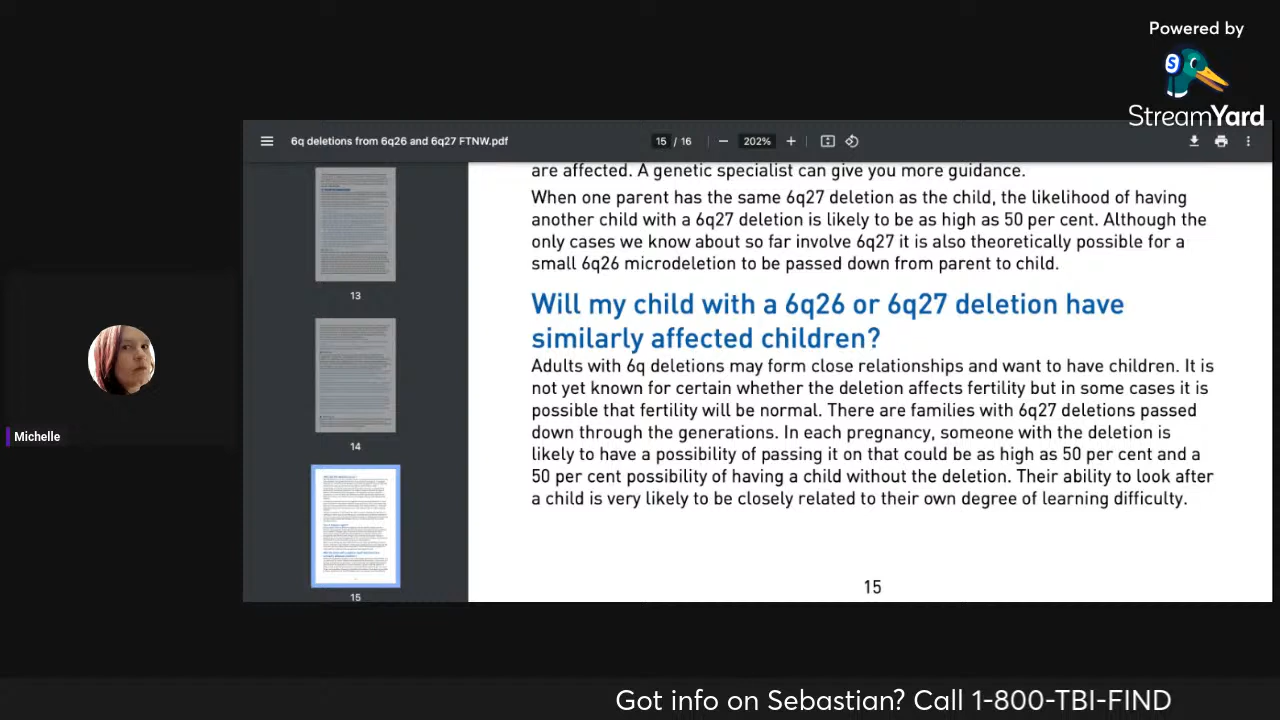 Powered by
StreamYard
6q deletions from 6q26 and 6q27 FTNW.pdf
15 / 16
202%
13
14
15
are affected. A genetic specialist can give you more guidance.
When one parent has the same 6q27 deletion as the child, the likelihood of having
another child with a 6q27 deletion is likely to be as high as 50 per cent. Although the
only cases we know about so far involve 6q27 it is also theoretically possible for a
small 6q26 microdeletion to be passed down from parent to child.
Will my child with a 6q26 or 6q27 deletion have
similarly affected children?
Adults with 6q deletions may form close relationships and want to have children. It is
not yet known for certain whether the deletion affects fertility but in some cases it is
possible that fertility will be normal. There are families with 6q27 deletions passed
down through the generations. In each pregnancy, someone with the deletion is
likely to have a possibility of passing it on that could be as high as 50 per cent and a
50 per cent possibility of having a child without the deletion. Their ability to look after
a child is very likely to be closely related to their own degree of learning difficulty.
15
Michelle
Got info on Sebastian? Call 1-800-TBI-FIND